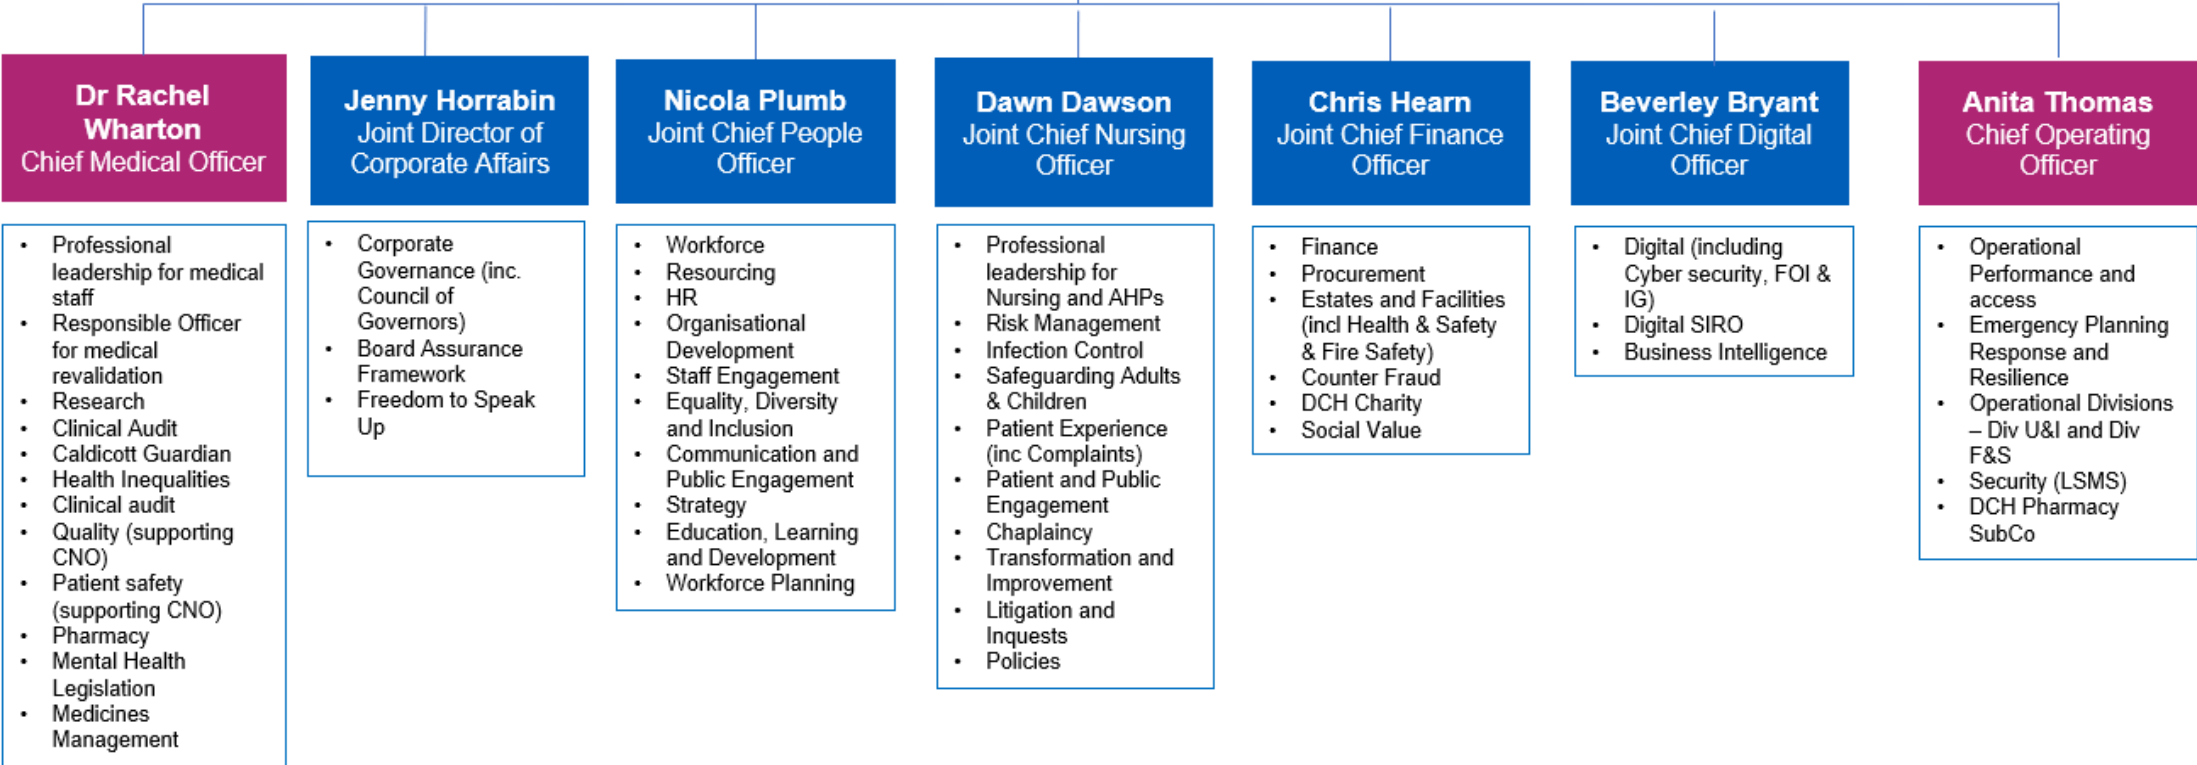 Dr Rachel
Wharton
Chief Medical Officer
• Professional
leadership for medical
staff
• Responsible Officer
for medical
revalidation
• Research
• Clinical Audit
• Caldicott Guardian
• Health Inequalities
• Clinical audit
• Quality (supporting
CNO)
• Patient safety
(supporting CNO)
• Pharmacy
• Mental Health
Legislation
• Medicines
Management
Jenny Horrabin
Joint Director of
Corporate Affairs
• Corporate
Governance (inc.
Council of
Governors)
• Board Assurance
Framework
• Freedom to Speak
Up
Nicola Plumb
Joint Chief People
Officer
• Workforce
• Resourcing
• HR
• Organisational
Development
• Staff Engagement
• Equality, Diversity
and Inclusion
• Communication and
Public Engagement
• Strategy
• Education, Learning
and Development
• Workforce Planning
Dawn Dawson
Joint Chief Nursing
Officer
• Professional
leadership for
Nursing and AHPs
• Risk Management
• Infection Control
• Safeguarding Adults
& Children
• Patient Experience
(inc Complaints)
• Patient and Public
Engagement
• Chaplaincy
• Transformation and
Improvement
• Litigation and
Inquests
• Policies
Chris Hearn
Joint Chief Finance
Officer
• Finance
• Procurement
• Estates and Facilities
(incl Health & Safety
& Fire Safety)
• Counter Fraud
• DCH Charity
• Social Value
Beverley Bryant
Joint Chief Digital
Officer
• Digital (including
Cyber security, FOI &
IG)
• Digital SIRO
• Business Intelligence
Anita Thomas
Chief Operating
Officer
• Operational
Performance and
access
• Emergency Planning
Response and
Resilience
• Operational Divisions
– Div U&I and Div
F&S
• Security (LSMS)
• DCH Pharmacy
SubCo